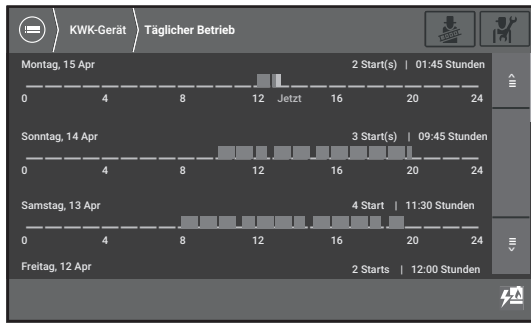 KWK-Gerät Täglicher Betrieb
Montag, 15 Apr 2 Start(s) | 01:45 Stunden
0 4 8 12 Jetzt 16 20 24
Sonntag, 14 Apr 3 Start(s) | 09:45 Stunden
0 4 8 12 16 20 24
Samstag, 13 Apr 4 Start | 11:30 Stunden
0 4 8 12 16 20 24
Freitag, 12 Apr 2 Starts | 12:00 Stunden